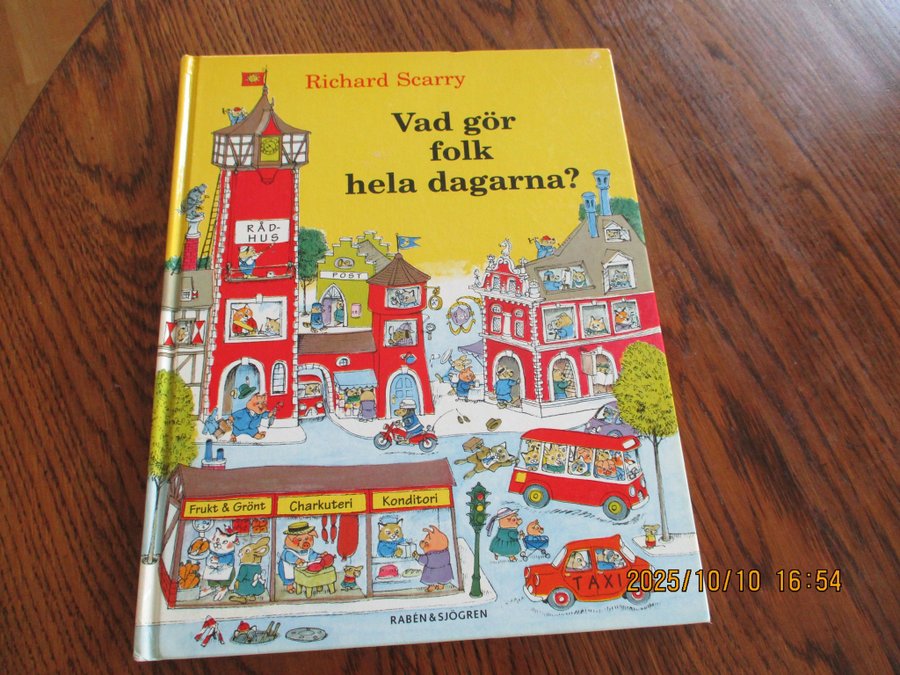 Richard Scarry
Vad gör
folk
hela dagarna?
RÅD-
HUS
POST
Frukt & Grönt
Charkuteri
Konditori
TAXI
2025/10/10 16:54
RABÉN & SJÖGREN